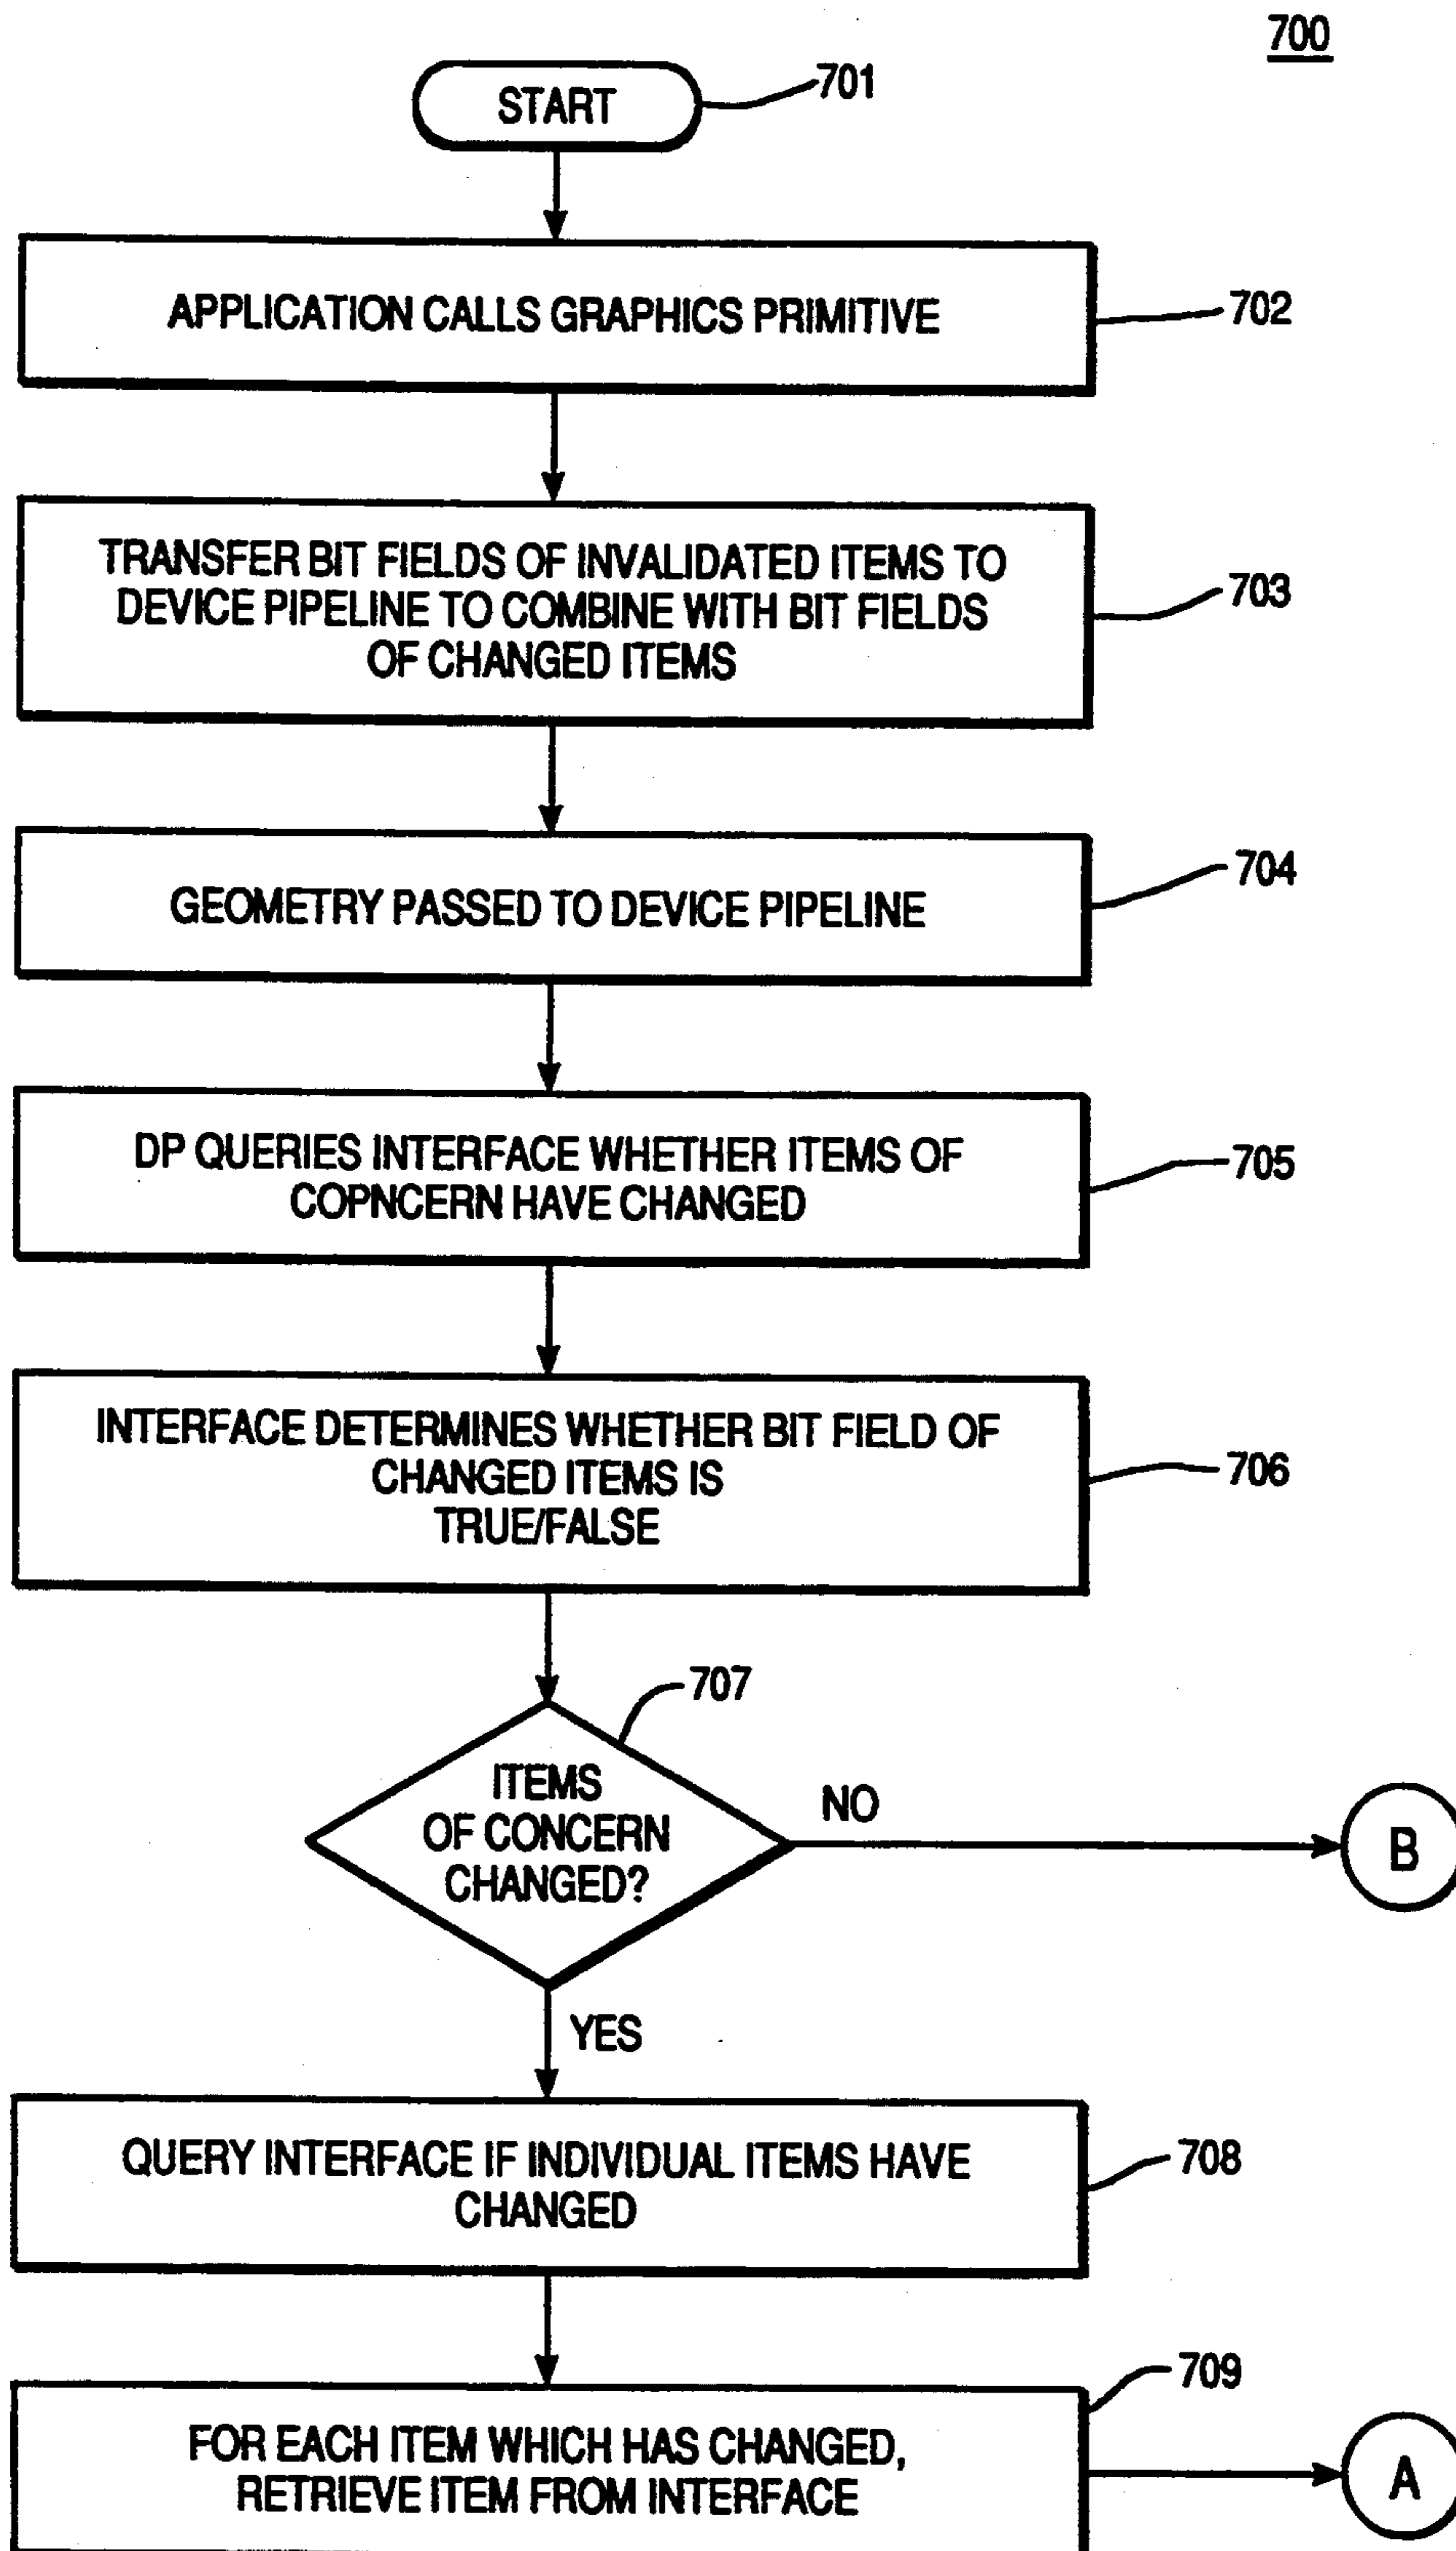 700
START
701
APPLICATION CALLS GRAPHICS PRIMITIVE
702
TRANSFER BIT FIELDS OF INVALIDATED ITEMS TO
DEVICE PIPELINE TO COMBINE WITH BIT FIELDS
OF CHANGED ITEMS
703
GEOMETRY PASSED TO DEVICE PIPELINE
704
DP QUERIES INTERFACE WHETHER ITEMS OF
COPNCERN HAVE CHANGED
705
INTERFACE DETERMINES WHETHER BIT FIELD OF
CHANGED ITEMS IS
TRUE/FALSE
706
707
ITEMS
OF CONCERN
CHANGED?
NO
B
YES
QUERY INTERFACE IF INDIVIDUAL ITEMS HAVE
CHANGED
708
709
FOR EACH ITEM WHICH HAS CHANGED,
RETRIEVE ITEM FROM INTERFACE
A